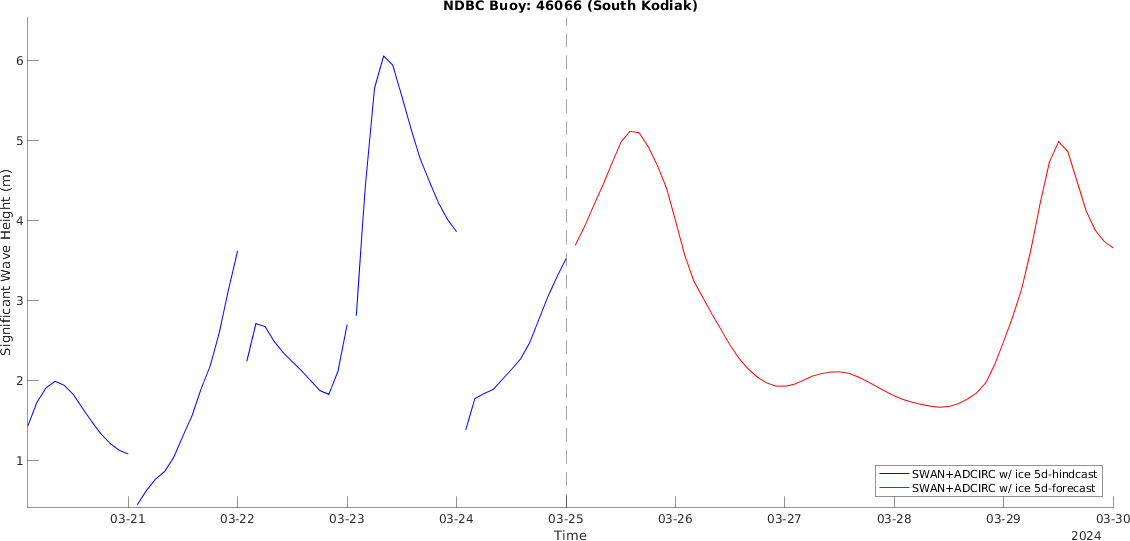 NDBC Buoy: 46066 (South Kodiak)
Significant Wave Height (m)
6
5
4
3
2
1
SWAN+ADCIRC w/ ice 5d-hindcast
SWAN+ADCIRC w/ ice 5d-forecast
03-21 03-22 03-23 03-24 03-25 03-26 03-27 03-28 03-29 03-30
Time
2024